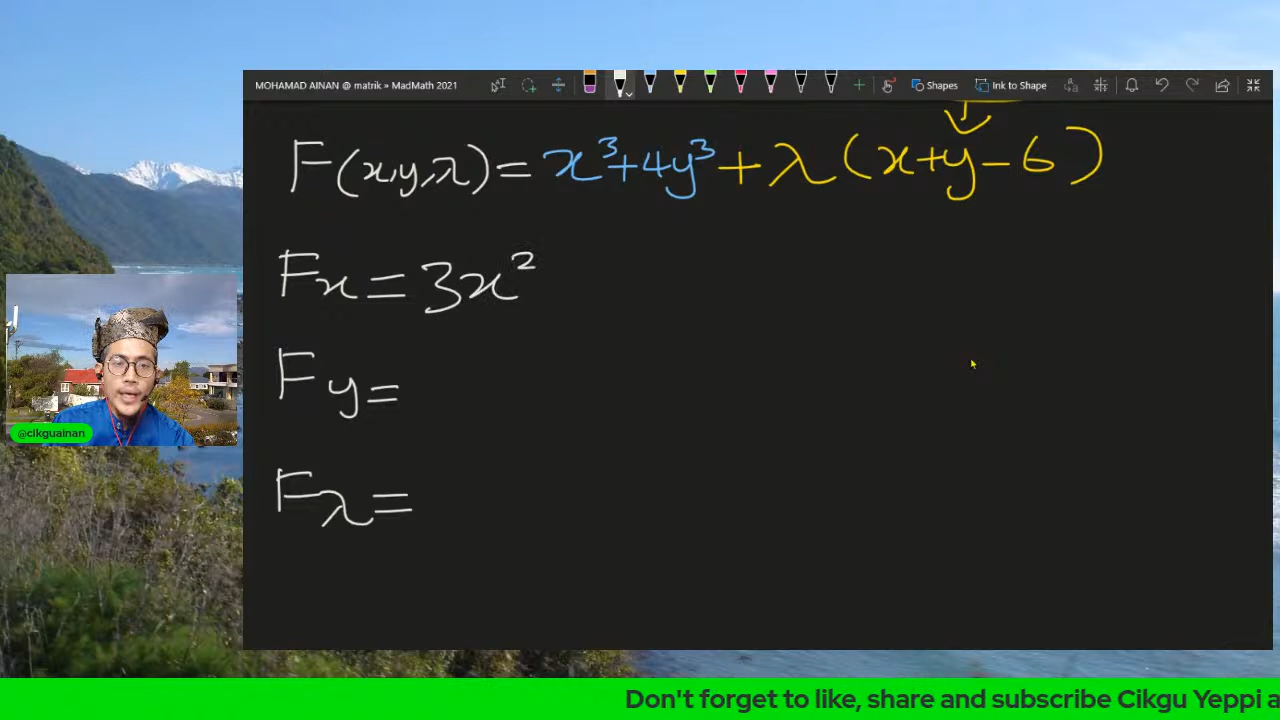 MOHAMAD AINAN @ matrik » MadMath 2021
Shapes
Ink to Shape
F(x,y,λ)=x³+4y³+λ(x+y-6)
Fx=3x²
Fy=
Fλ=
@cikguainan
Don't forget to like, share and subscribe Cikgu Yeppi a